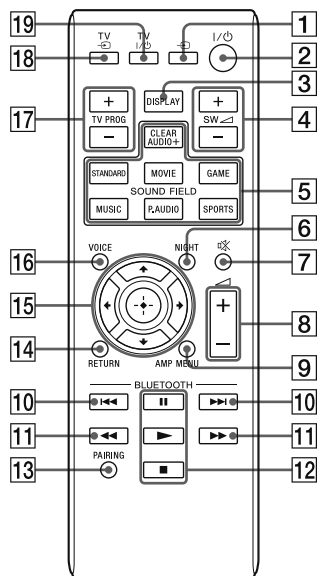 19 TV TV I/⏻ 1
18 I/⏻ 2
DISPLAY 3
17 + TV PROG − + SW − 4
CLEAR AUDIO+
STANDARD MOVIE GAME 5
SOUND FIELD
MUSIC P.AUDIO SPORTS
6
16 VOICE NIGHT 7
15 + − 8
14 RETURN AMP MENU 9
BLUETOOTH
10 10
11 11
13 PAIRING 12